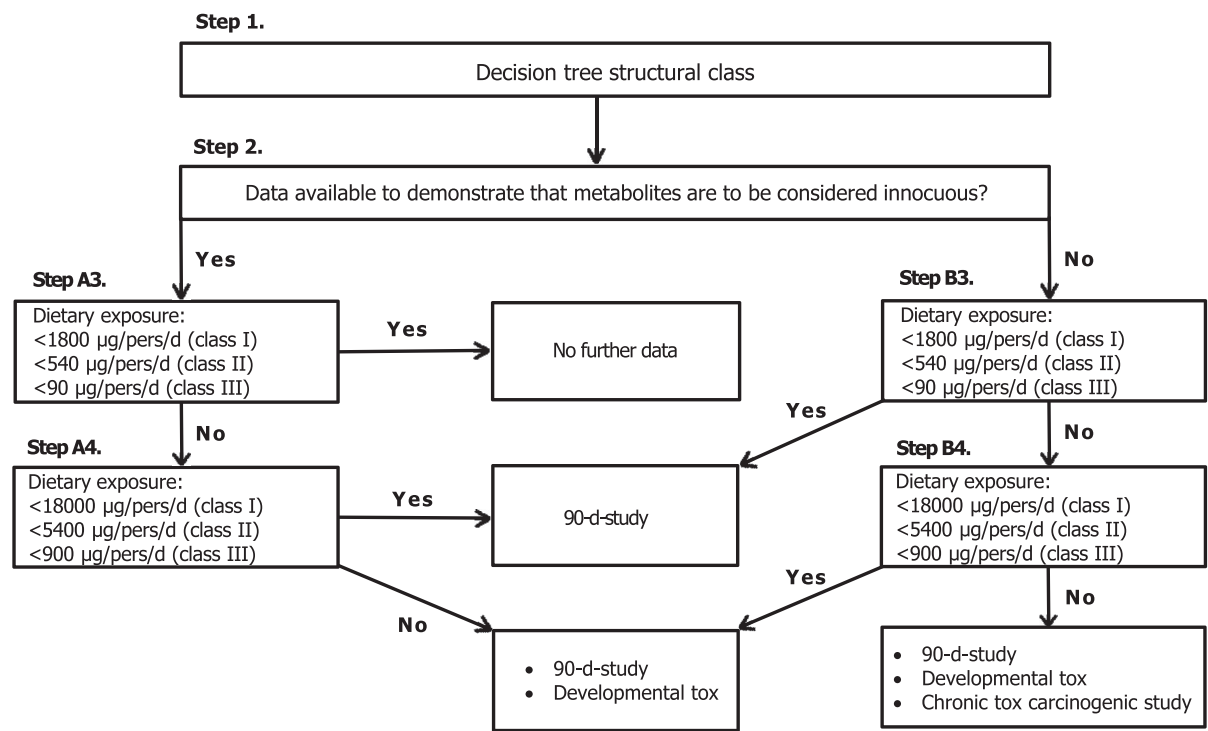 Step 1.
Decision tree structural class
Step 2.
Data available to demonstrate that metabolites are to be considered innocuous?
Yes
No
Step A3.
Dietary exposure:
<1800 µg/pers/d (class I)
<540 µg/pers/d (class II)
<90 µg/pers/d (class III)
Yes
No further data
Step B3.
Dietary exposure:
<1800 µg/pers/d (class I)
<540 µg/pers/d (class II)
<90 µg/pers/d (class III)
No
Yes
No
Step A4.
Dietary exposure:
<18000 µg/pers/d (class I)
<5400 µg/pers/d (class II)
<900 µg/pers/d (class III)
Yes
90-d-study
Step B4.
Dietary exposure:
<18000 µg/pers/d (class I)
<5400 µg/pers/d (class II)
<900 µg/pers/d (class III)
No
Yes
No
• 90-d-study
• Developmental tox
• 90-d-study
• Developmental tox
• Chronic tox carcinogenic study